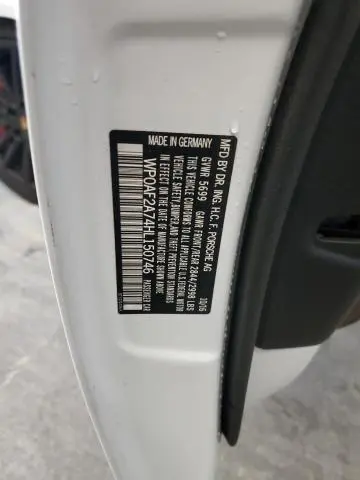 MADE IN GERMANY
MFD BY DR. ING. H.C. F. PORSCHE AG
GVWR 5699 GAWR FRONT/REAR 2844/2998 LBS 10/16
THIS VEHICLE CONFORMS TO ALL APPLICABLE U.S. FEDERAL MOTOR
VEHICLE SAFETY, BUMPER, AND THEFT PREVENTION STANDARDS
IN EFFECT ON THE DATE OF MANUFACTURE SHOWN ABOVE
WP0AF2A74HL150746 PASSENGER CAR